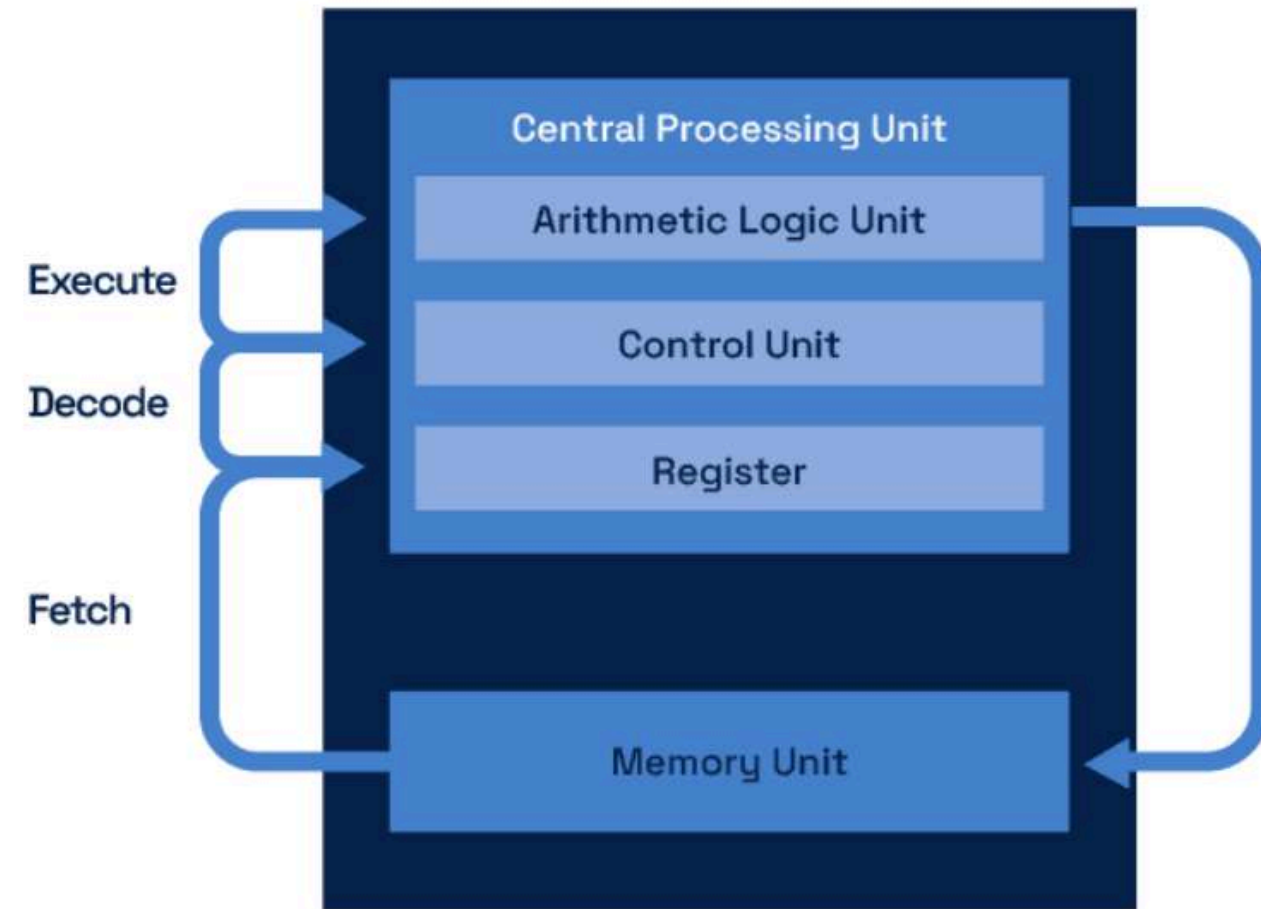 Central Processing Unit
Arithmetic Logic Unit
Execute
Control Unit
Decode
Register
Fetch
Memory Unit